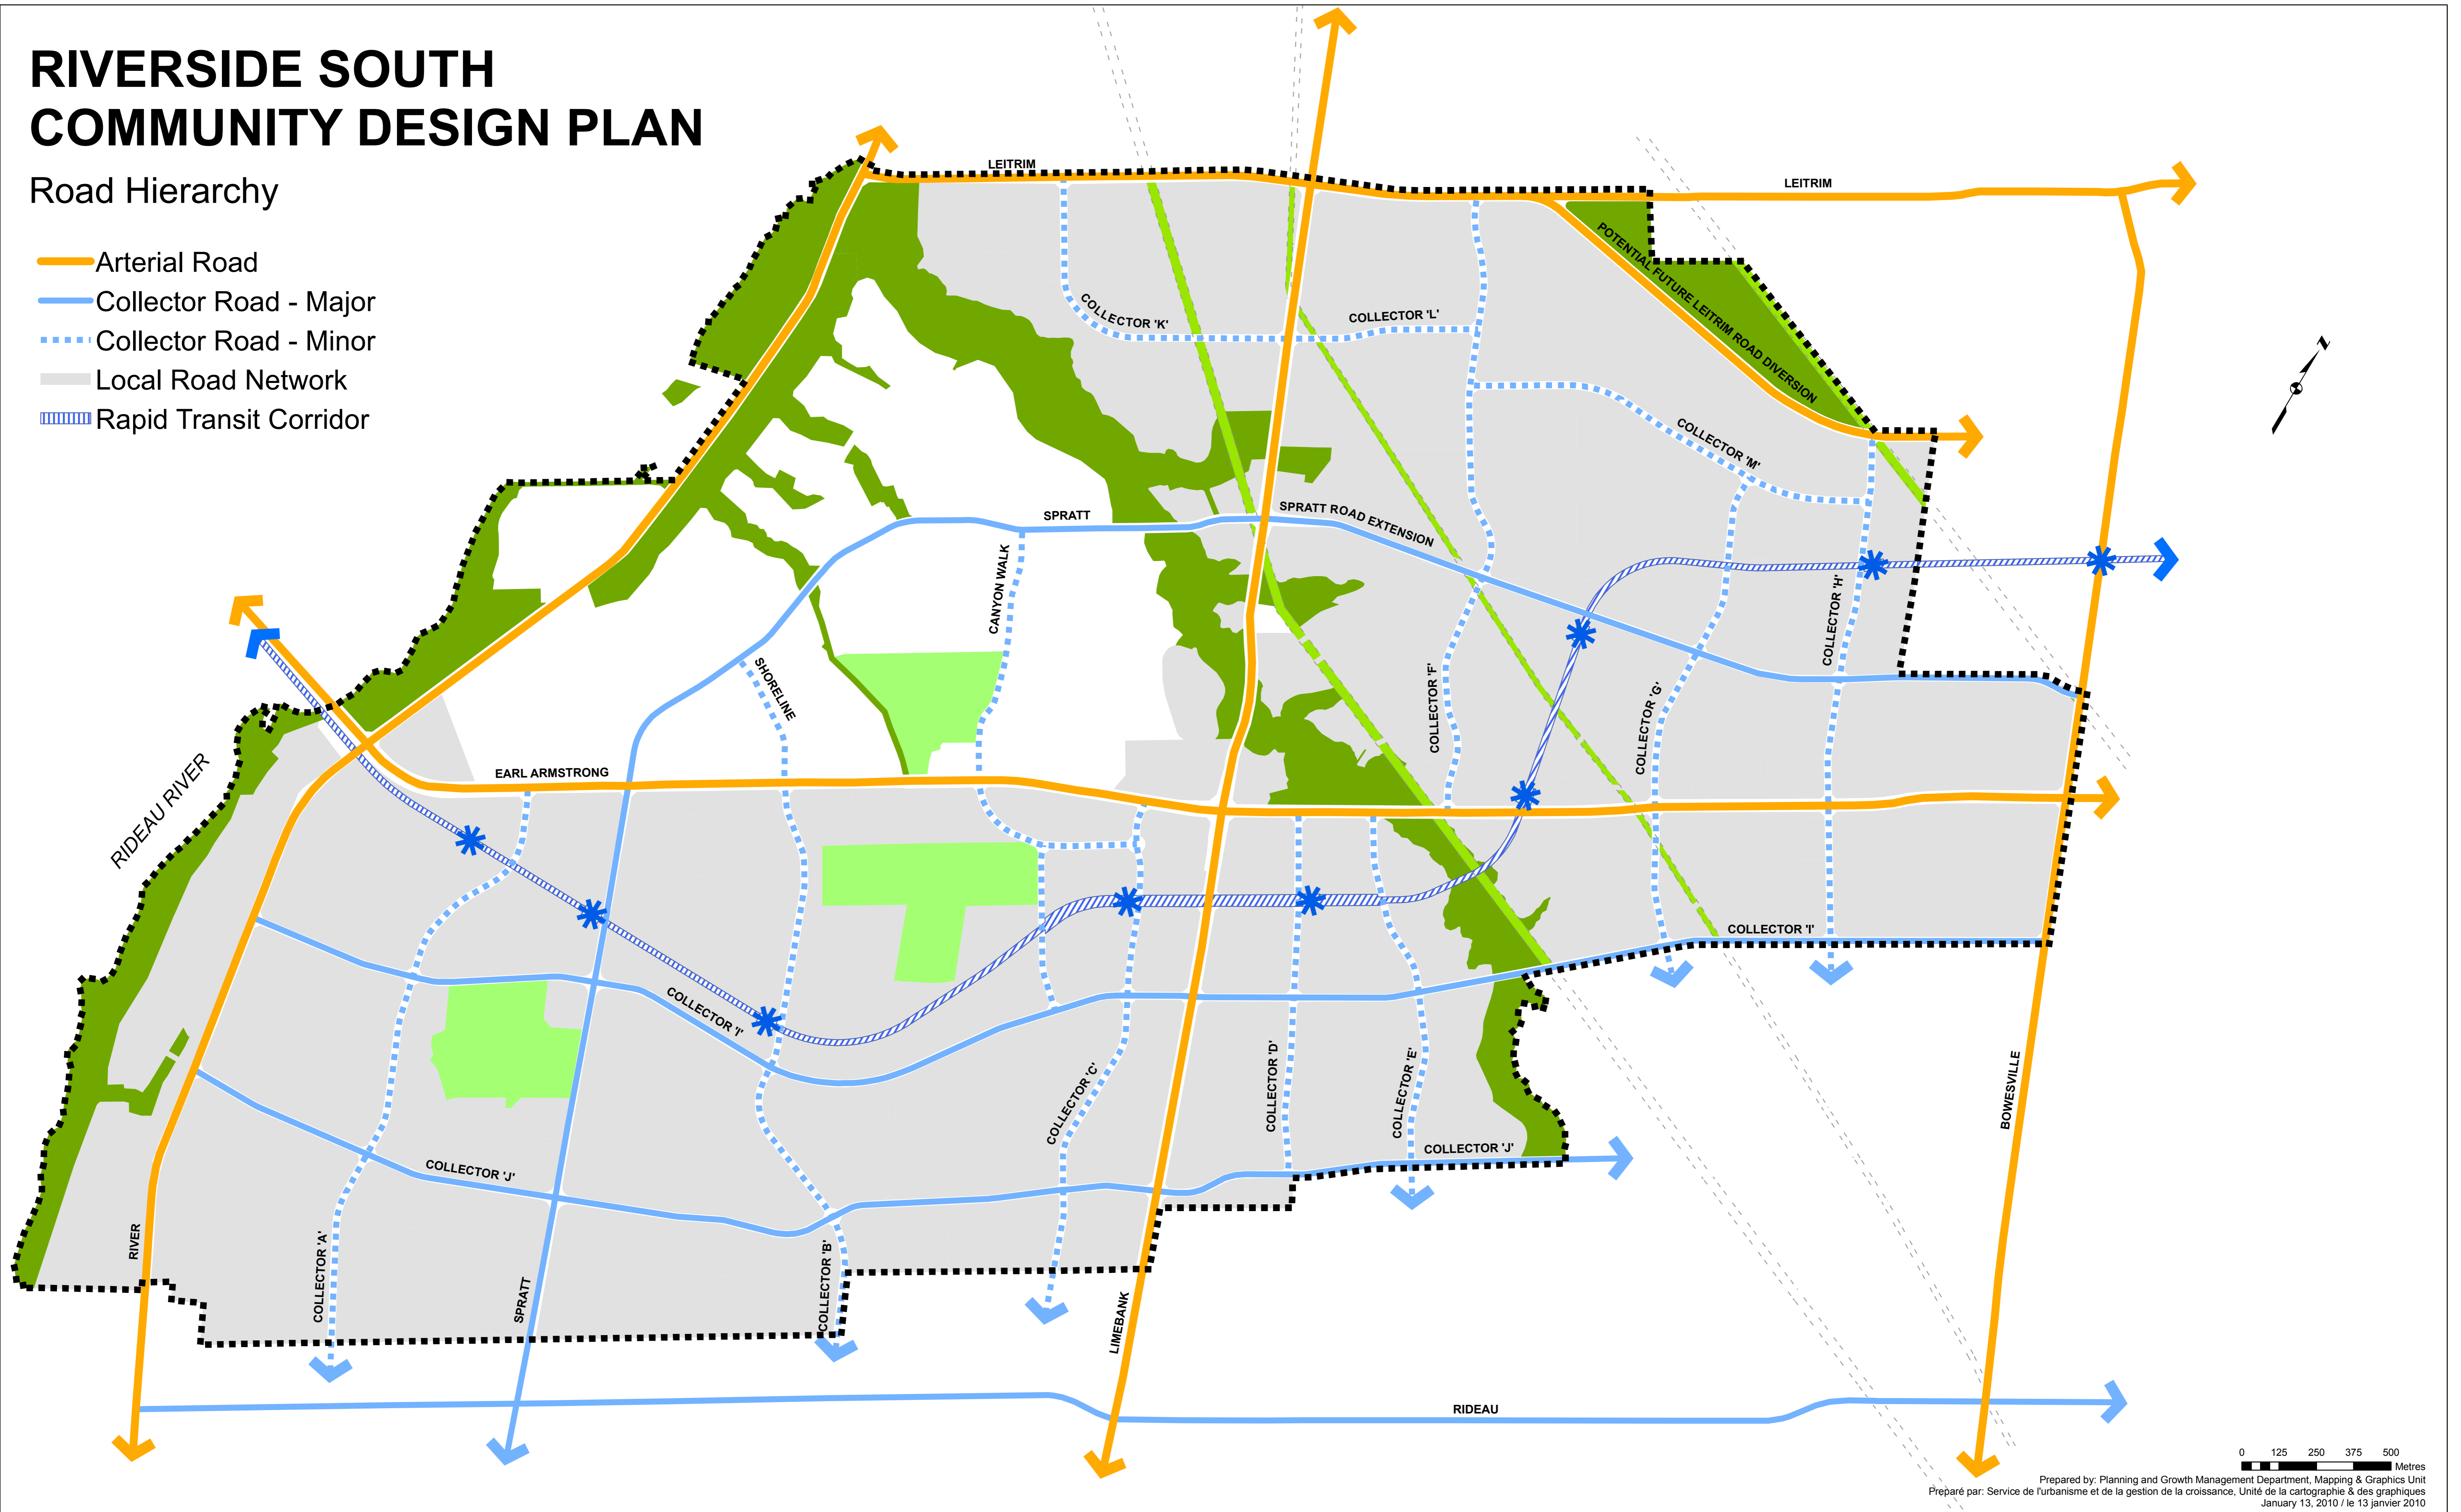 RIVERSIDE SOUTH
COMMUNITY DESIGN PLAN
Road Hierarchy
Arterial Road
Collector Road - Major
Collector Road - Minor
Local Road Network
Rapid Transit Corridor
LEITRIM
LEITRIM
POTENTIAL FUTURE LEITRIM ROAD DIVERSION
COLLECTOR 'K'
COLLECTOR 'L'
N
COLLECTOR 'M'
SPRATT
SPRATT ROAD EXTENSION
CANYON WALK
COLLECTOR 'H'
SHORELINE
COLLECTOR 'F'
COLLECTOR 'G'
EARL ARMSTRONG
RIDEAU RIVER
COLLECTOR 'I'
COLLECTOR 'I'
COLLECTOR 'C'
COLLECTOR 'D'
COLLECTOR 'E'
BOWESVILLE
COLLECTOR 'J'
COLLECTOR 'J'
RIVER
COLLECTOR 'A'
SPRATT
COLLECTOR 'B'
LIMEBANK
RIDEAU
0 125 250 375 500
Metres
Prepared by: Planning and Growth Management Department, Mapping & Graphics Unit
Preparé par: Service de l'urbanisme et de la gestion de la croissance, Unité de la cartographie & des graphiques
January 13, 2010 / le 13 janvier 2010